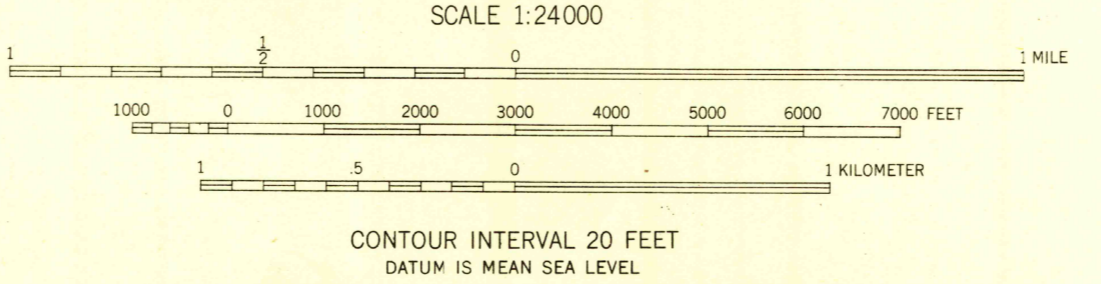 SCALE 1:24000
1 1/2 0 1 MILE
1000 0 1000 2000 3000 4000 5000 6000 7000 FEET
1 .5 0 1 KILOMETER
CONTOUR INTERVAL 20 FEET
DATUM IS MEAN SEA LEVEL